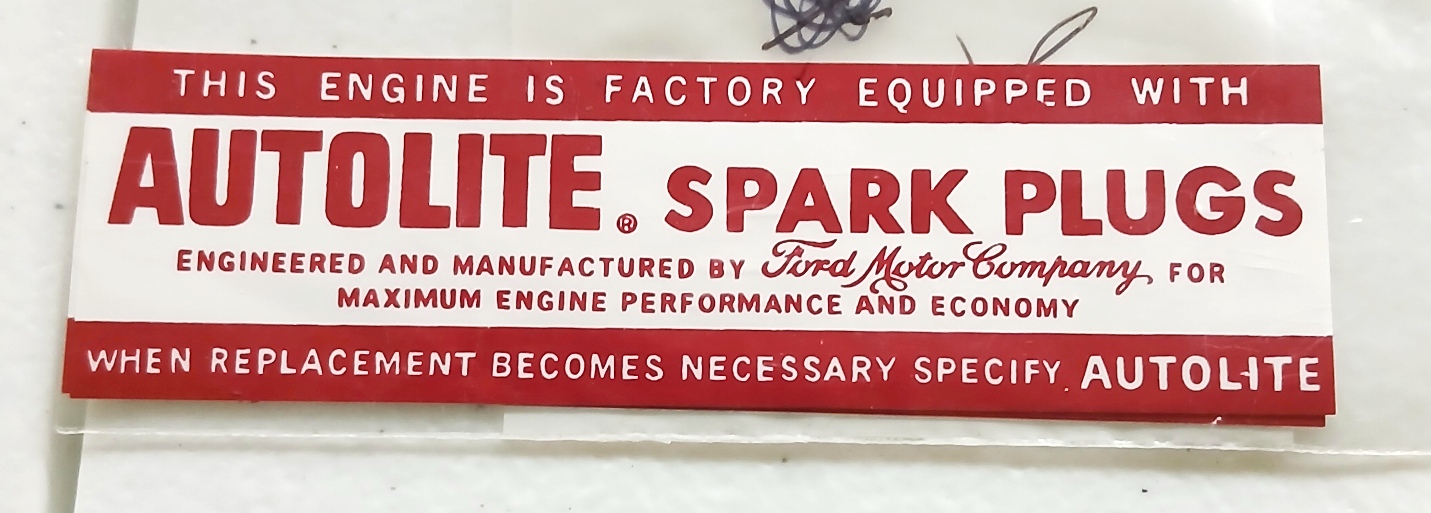 THIS ENGINE IS FACTORY EQUIPPED WITH
AUTOLITE® SPARK PLUGS
ENGINEERED AND MANUFACTURED BY Ford Motor Company FOR
MAXIMUM ENGINE PERFORMANCE AND ECONOMY
WHEN REPLACEMENT BECOMES NECESSARY SPECIFY AUTOLITE